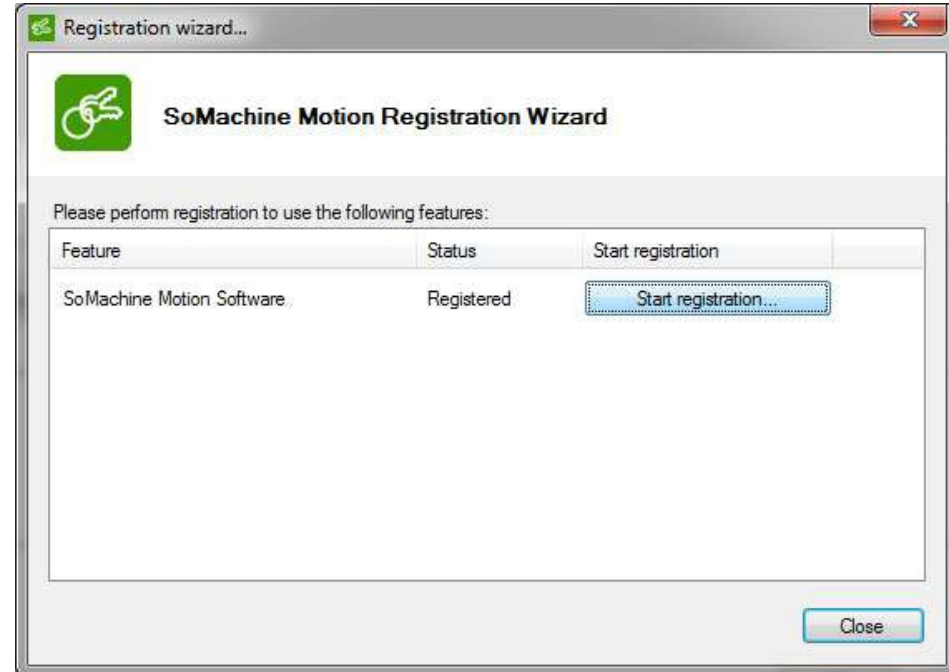 Registration wizard...
SoMachine Motion Registration Wizard
Please perform registration to use the following features:
Feature Status Start registration
SoMachine Motion Software Registered Start registration...
Close